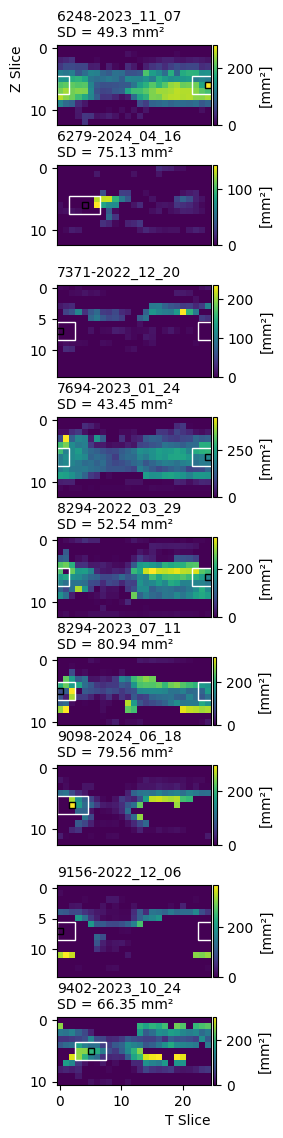 6248-2023_11_07
SD = 49.3 mm²
Z Slice
0
10
200
0
[mm²]
6279-2024_04_16
SD = 75.13 mm²
0
10
100
0
[mm²]
7371-2022_12_20
0
5
10
200
100
0
[mm²]
7694-2023_01_24
SD = 43.45 mm²
0
10
250
0
[mm²]
8294-2022_03_29
SD = 52.54 mm²
0
10
200
0
[mm²]
8294-2023_07_11
SD = 80.94 mm²
0
10
200
0
[mm²]
9098-2024_06_18
SD = 79.56 mm²
0
10
200
0
[mm²]
9156-2022_12_06
0
5
10
200
0
[mm²]
9402-2023_10_24
SD = 66.35 mm²
0
10
200
0
[mm²]
0 10 20
T Slice